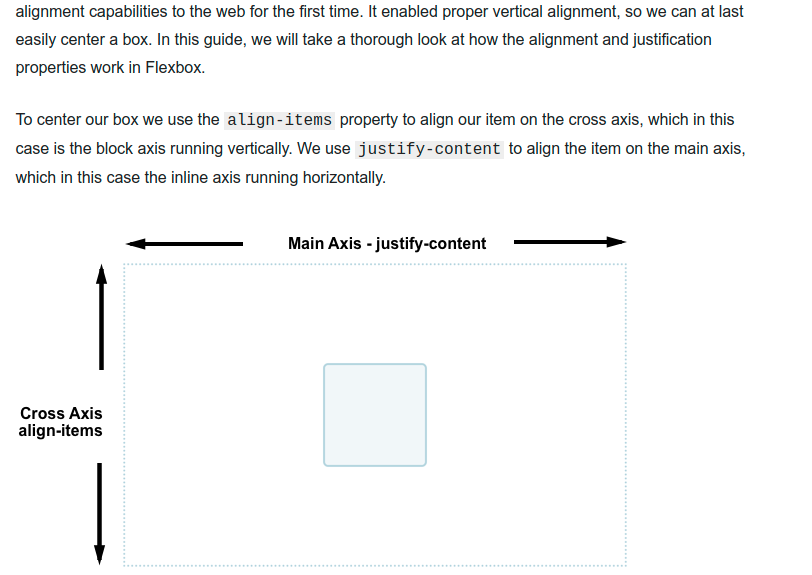 alignment capabilities to the web for the first time. It enabled proper vertical alignment, so we can at last
easily center a box. In this guide, we will take a thorough look at how the alignment and justification
properties work in Flexbox.
To center our box we use the align-items property to align our item on the cross axis, which in this
case is the block axis running vertically. We use justify-content to align the item on the main axis,
which in this case the inline axis running horizontally.
Main Axis - justify-content
Cross Axis
align-items